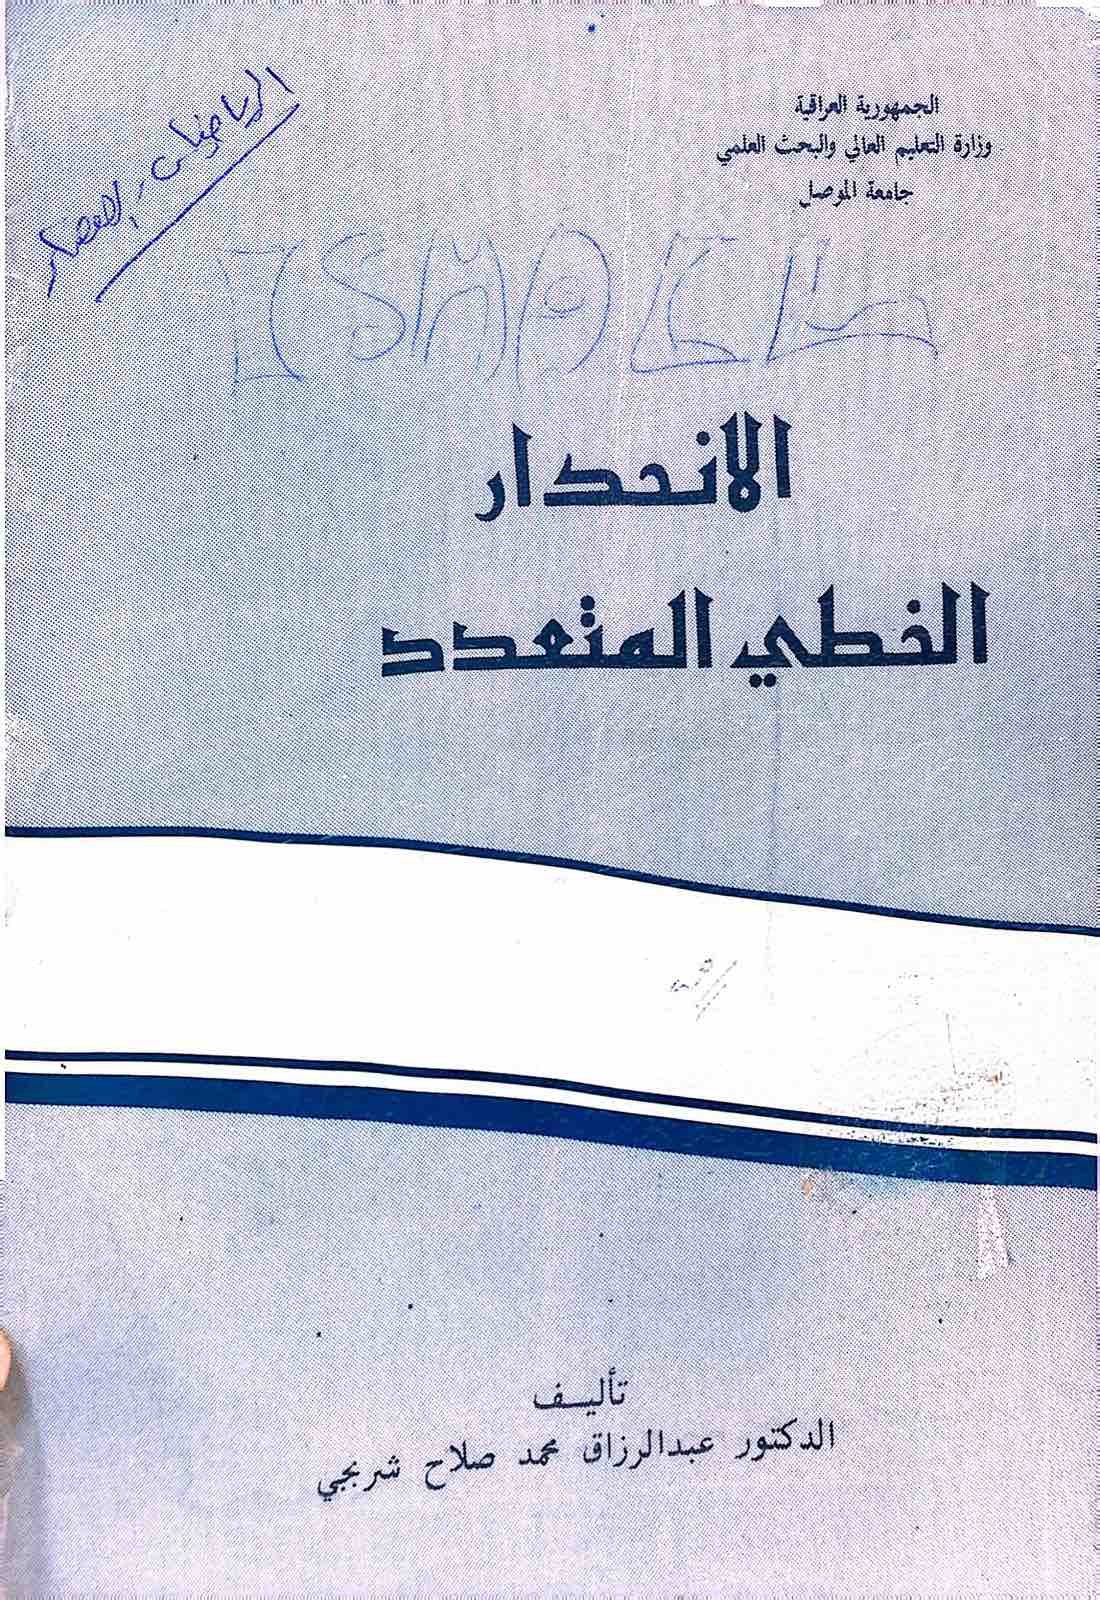 الجمهورية العراقية
وزارة التعليم العالي والبحث العلمي
جامعة الموصل
الرياضيات
ISMAEL
الانحدار
الخطي المتعدد
تأليف
الدكتور عبدالرزاق محمد صلاح شربجي